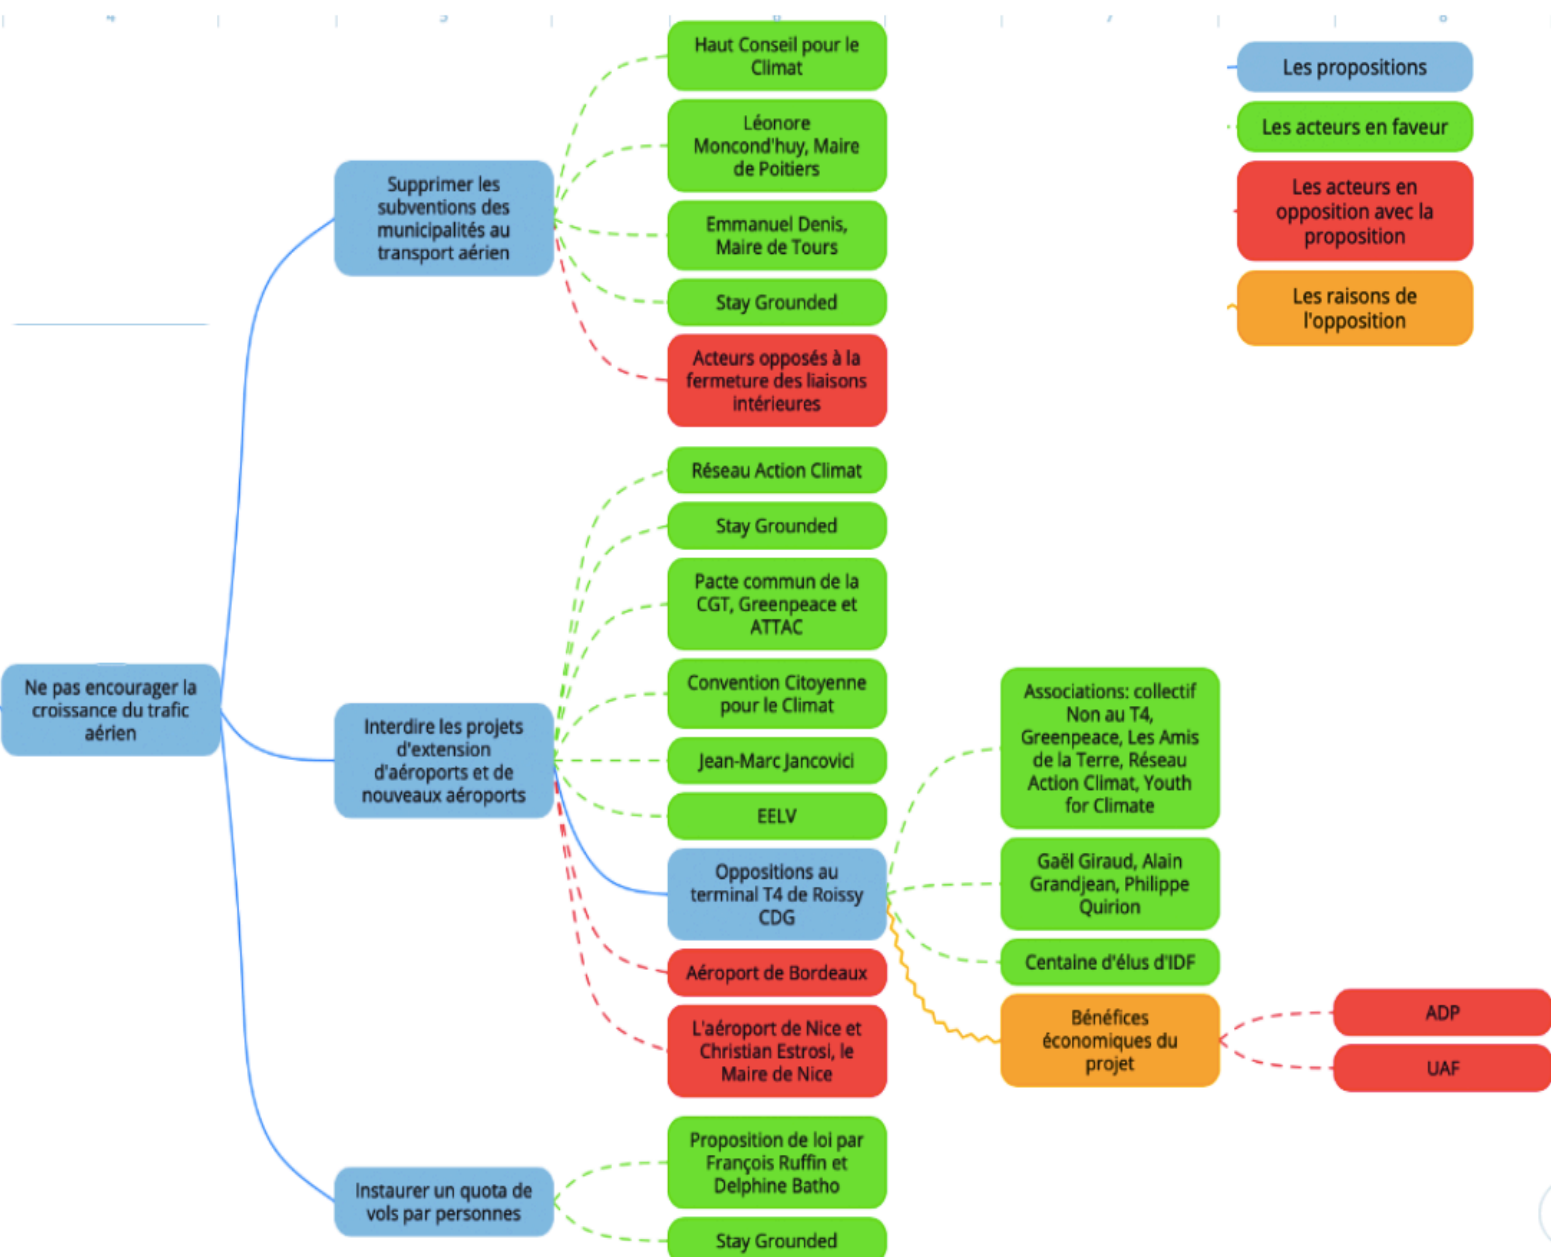 4
6
7
8
Ne pas encourager la
croissance du trafic
aérien
Supprimer les
subventions des
municipalités au
transport aérien
Haut Conseil pour le
Climat
Léonore
Moncond'huy, Maire
de Poitiers
Emmanuel Denis,
Maire de Tours
Stay Grounded
Acteurs opposés à la
fermeture des liaisons
intérieures
Interdire les projets
d'extension
d'aéroports et de
nouveaux aéroports
Réseau Action Climat
Stay Grounded
Pacte commun de la
CGT, Greenpeace et
ATTAC
Convention Citoyenne
pour le Climat
Jean-Marc Jancovici
EELV
Oppositions au
terminal T4 de Roissy
CDG
Associations: collectif
Non au T4,
Greenpeace, Les Amis
de la Terre, Réseau
Action Climat, Youth
for Climate
Gaël Giraud, Alain
Grandjean, Philippe
Quirion
Centaine d'élus d'IDF
Bénéfices
économiques du
projet
ADP
UAF
Aéroport de Bordeaux
L'aéroport de Nice et
Christian Estrosi, le
Maire de Nice
Instaurer un quota de
vols par personnes
Proposition de loi par
François Ruffin et
Delphine Batho
Stay Grounded
Les propositions
Les acteurs en faveur
Les acteurs en
opposition avec la
proposition
Les raisons de
l'opposition